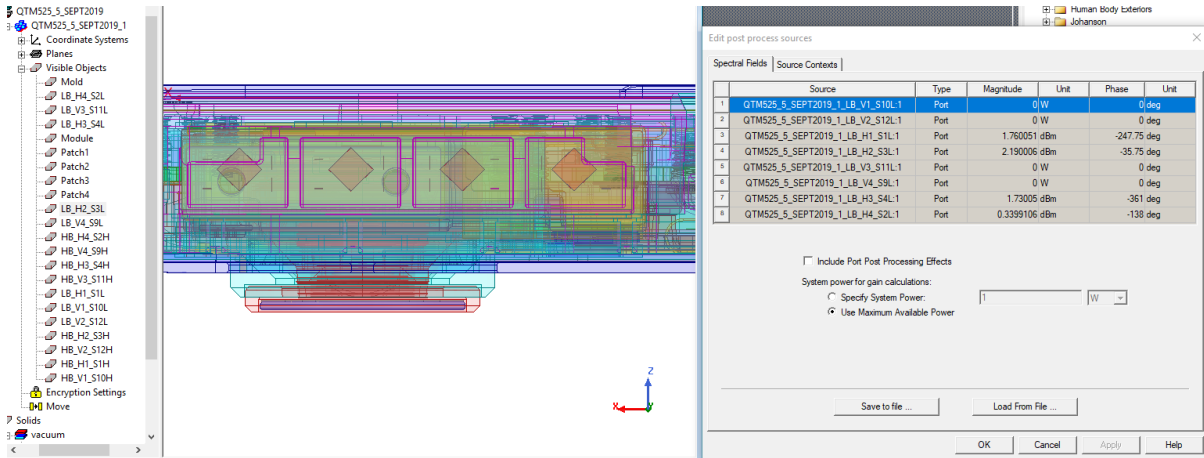 QTM525_5_SEPT2019
QTM525_5_SEPT2019_1
Coordinate Systems
Planes
Visible Objects
Mold
LB_H4_S2L
LB_V3_S11L
LB_H3_S4L
Module
Patch1
Patch2
Patch3
Patch4
LB_H2_S3L
LB_V4_S9L
HB_H4_S2H
HB_V4_S9H
HB_H3_S4H
HB_V3_S11H
LB_H1_S1L
LB_V1_S10L
LB_V2_S12L
HB_H2_S3H
HB_V2_S12H
HB_H1_S1H
HB_V1_S10H
Encryption Settings
Move
Solids
vacuum
X
Z
X
Human Body Exteriors
Johanson
Edit post process sources
Spectral Fields Source Contexts
Source Type Magnitude Unit Phase Unit
1 QTM525_5_SEPT2019_1_LB_V1_S10L:1 Port 0 W 0 deg
2 QTM525_5_SEPT2019_1_LB_V2_S12L:1 Port 0 W 0 deg
3 QTM525_5_SEPT2019_1_LB_H1_S1L:1 Port 1.760051 dBm -247.75 deg
4 QTM525_5_SEPT2019_1_LB_H2_S3L:1 Port 2.190006 dBm -35.75 deg
5 QTM525_5_SEPT2019_1_LB_V3_S11L:1 Port 0 W 0 deg
6 QTM525_5_SEPT2019_1_LB_V4_S9L:1 Port 0 W 0 deg
7 QTM525_5_SEPT2019_1_LB_H3_S4L:1 Port 1.73005 dBm -361 deg
8 QTM525_5_SEPT2019_1_LB_H4_S2L:1 Port 0.3399106 dBm -138 deg
Include Port Post Processing Effects
System power for gain calculations:
Specify System Power: 1 W
Use Maximum Available Power
Save to file ... Load From File ...
OK Cancel Apply Help